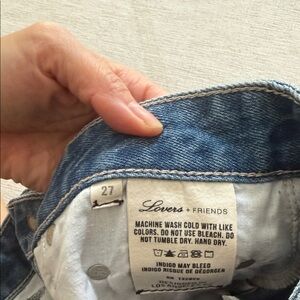 27
Lovers + FRIENDS
MACHINE WASH COLD WITH LIKE
COLORS. DO NOT USE BLEACH. DO
NOT TUMBLE DRY. HANG DRY.
INDIGO MAY BLEED
INDIGO RISQUE DE DÉGORGER